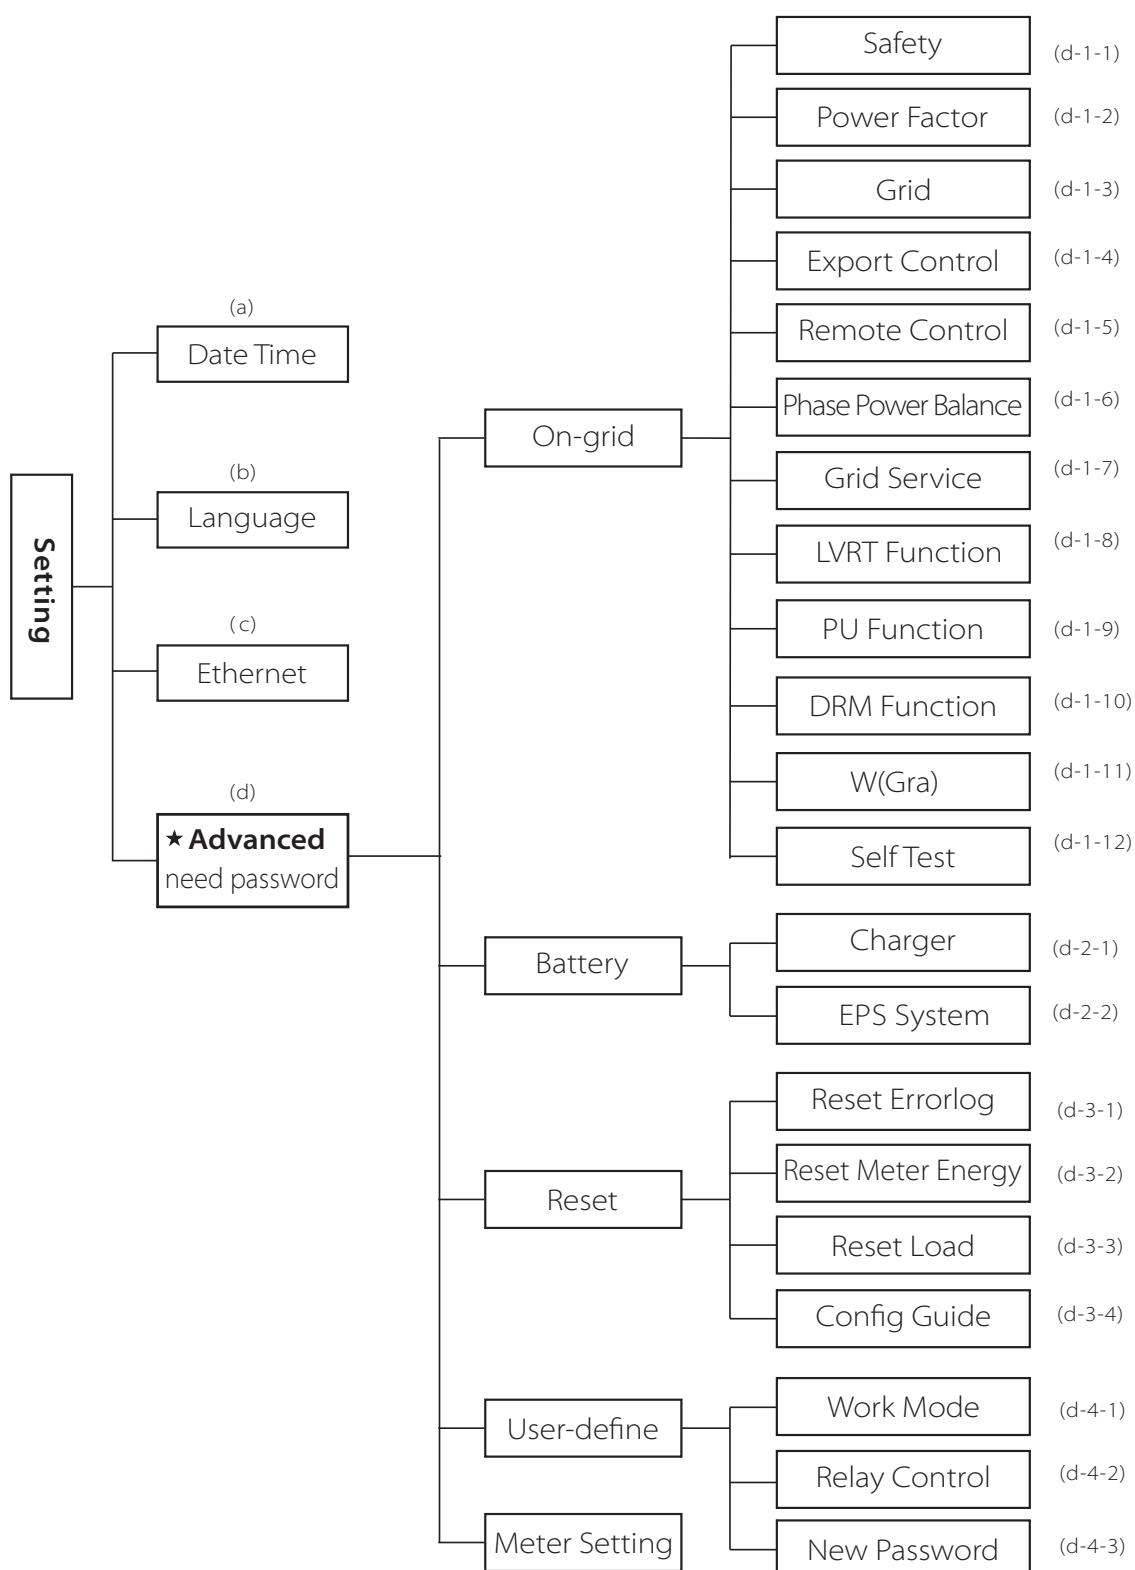 Setting
(a)
Date Time
(b)
Language
(c)
Ethernet
(d)
★ Advanced
need password
On-grid
Safety
(d-1-1)
Power Factor
(d-1-2)
Grid
(d-1-3)
Export Control
(d-1-4)
Remote Control
(d-1-5)
Phase Power Balance
(d-1-6)
Grid Service
(d-1-7)
LVRT Function
(d-1-8)
PU Function
(d-1-9)
DRM Function
(d-1-10)
W(Gra)
(d-1-11)
Self Test
(d-1-12)
Battery
Charger
(d-2-1)
EPS System
(d-2-2)
Reset
Reset Errorlog
(d-3-1)
Reset Meter Energy
(d-3-2)
Reset Load
(d-3-3)
Config Guide
(d-3-4)
User-define
Work Mode
(d-4-1)
Relay Control
(d-4-2)
New Password
(d-4-3)
Meter Setting